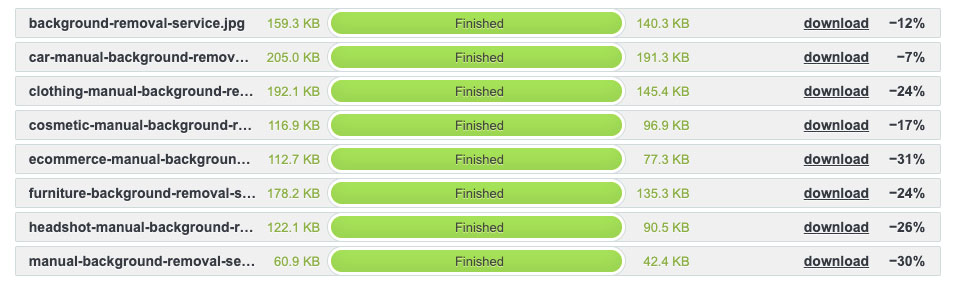 background-removal-service.jpg 159.3 KB Finished 140.3 KB download −12%
car-manual-background-remov… 205.0 KB Finished 191.3 KB download −7%
clothing-manual-background-re… 192.1 KB Finished 145.4 KB download −24%
cosmetic-manual-background-r… 116.9 KB Finished 96.9 KB download −17%
ecommerce-manual-backgroun… 112.7 KB Finished 77.3 KB download −31%
furniture-background-removal-s… 178.2 KB Finished 135.3 KB download −24%
headshot-manual-background-r… 122.1 KB Finished 90.5 KB download −26%
manual-background-removal-se… 60.9 KB Finished 42.4 KB download −30%